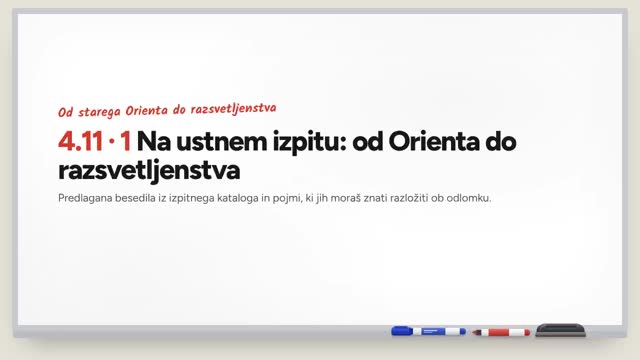 Od starega Orienta do razsvetljenstva
4.11 · 1 Na ustnem izpitu: od Orienta do
razsvetljenstva
Predlagana besedila iz izpitnega kataloga in pojmi, ki jih moraš znati razložiti ob odlomku.